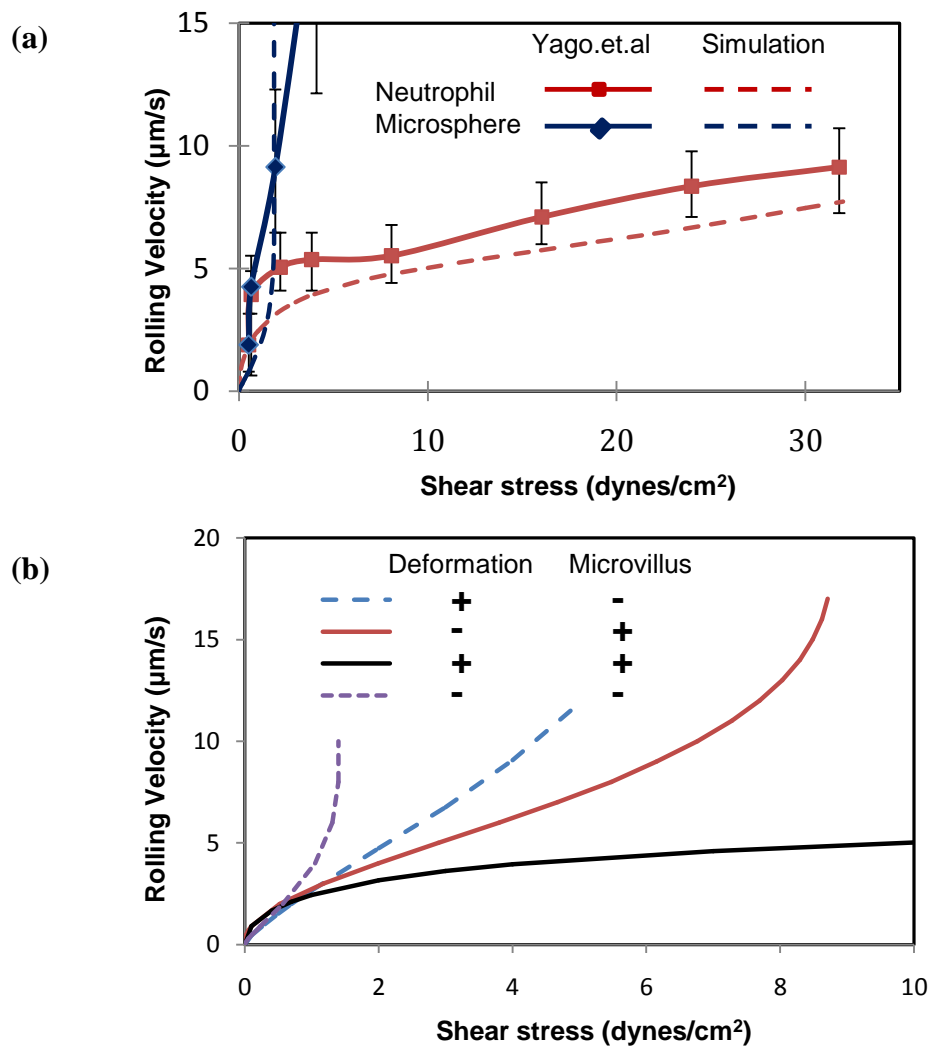 (a)
Yago.et.al Simulation
Neutrophil
Microsphere
15
10
5
0
Rolling Velocity (µm/s)
0 10 20 30
Shear stress (dynes/cm²)
(b)
Deformation Microvillus
+ -
- +
+ +
- -
20
15
10
5
0
Rolling Velocity (µm/s)
0 2 4 6 8 10
Shear stress (dynes/cm²)